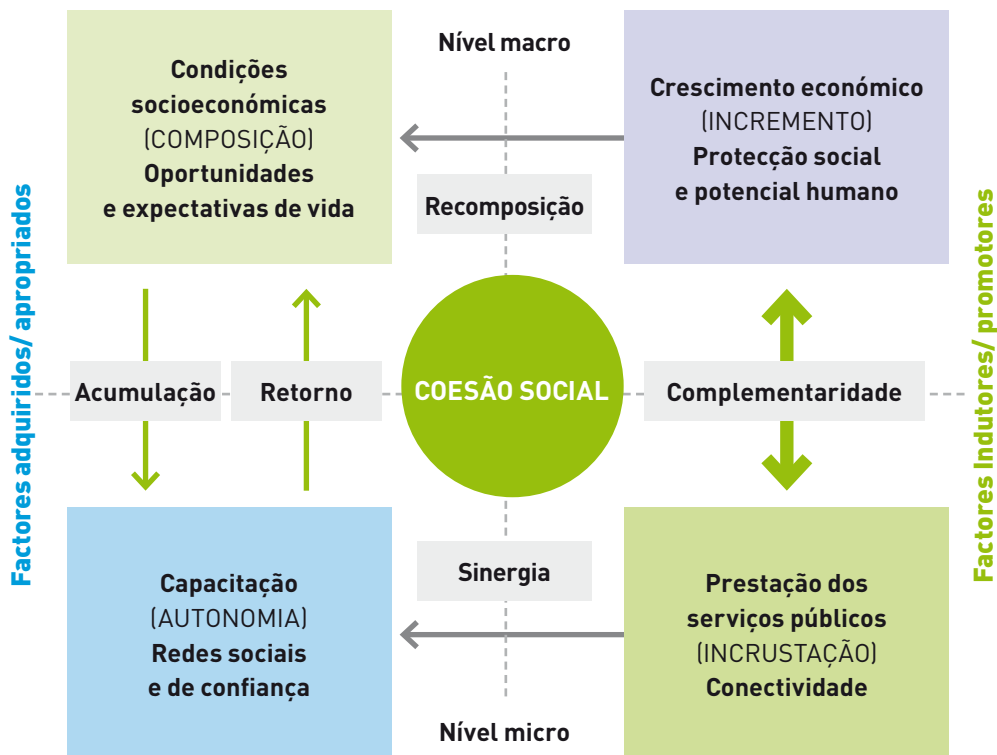 Nível macro
Condições
socioeconómicas
(COMPOSIÇÃO)
Oportunidades
e expectativas de vida
Crescimento económico
(INCREMENTO)
Protecção social
e potencial humano
Recomposição
Factores adquiridos/ apropriados
Acumulação
Retorno
COESÃO SOCIAL
Complementaridade
Factores Indutores/ promotores
Sinergia
Capacitação
(AUTONOMIA)
Redes sociais
e de confiança
Prestação dos
serviços públicos
(INCRUSTAÇÃO)
Conectividade
Nível micro